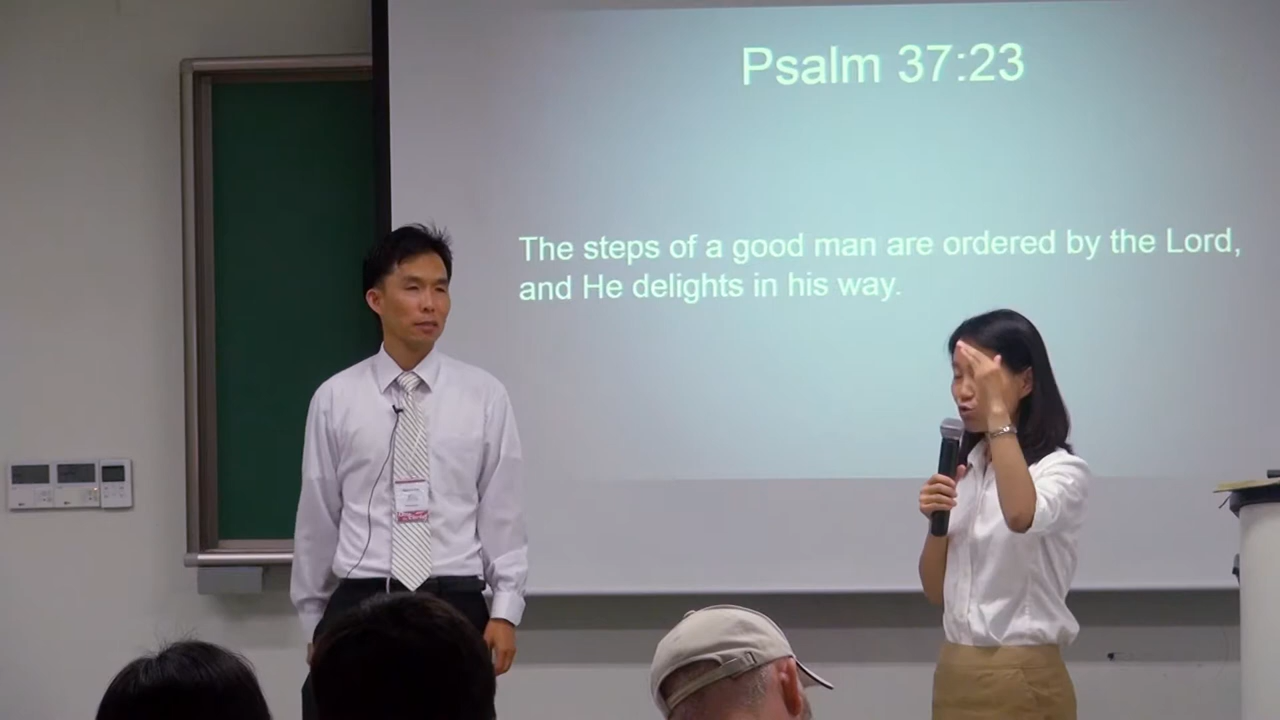 Psalm 37:23
The steps of a good man are ordered by the Lord,
and He delights in his way.